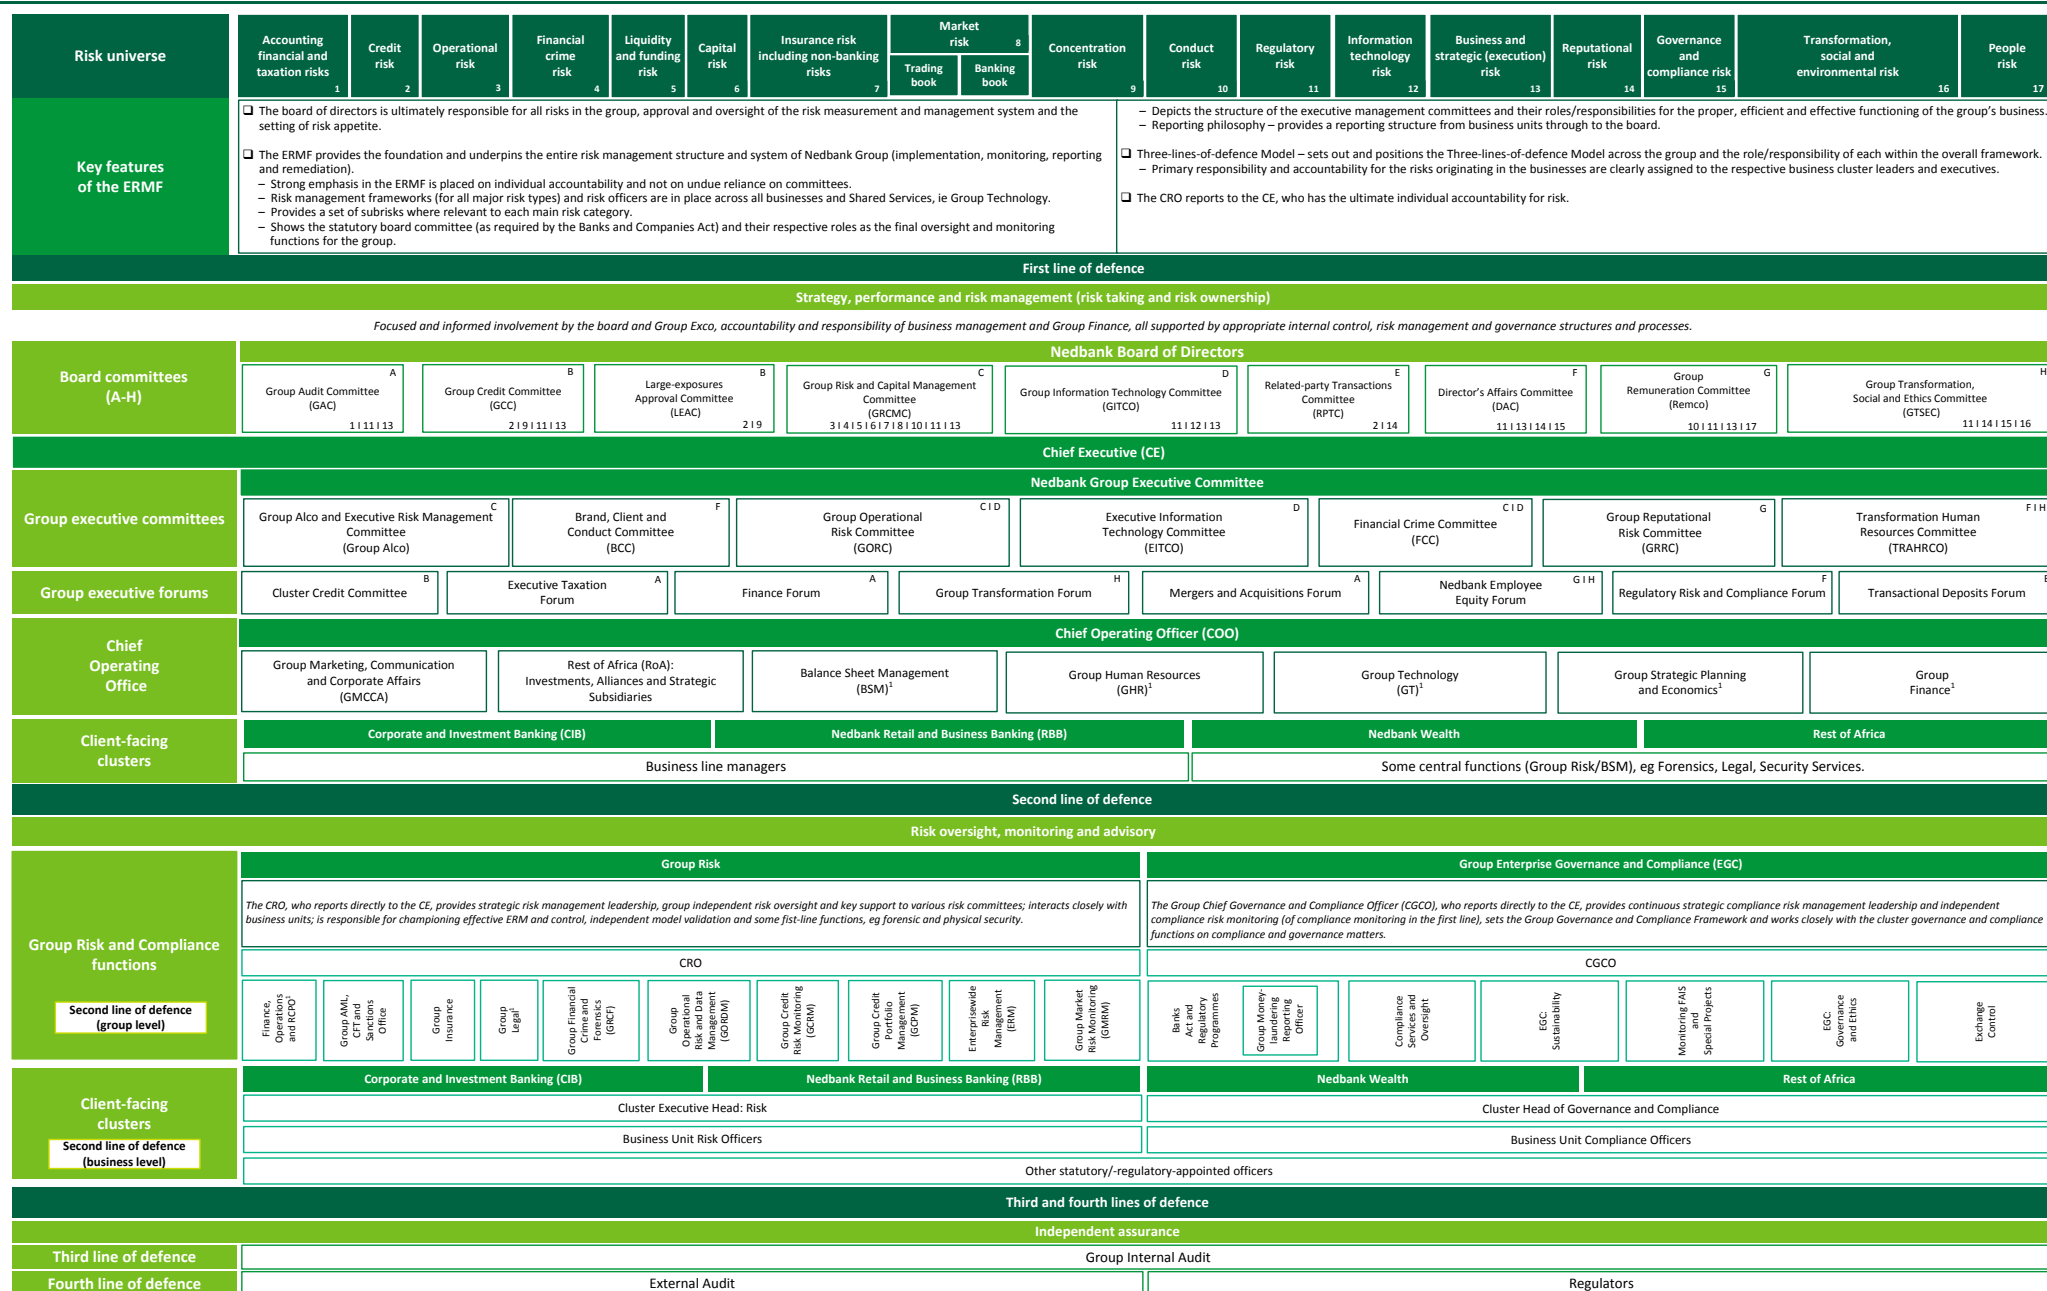 Risk universe
Accounting
financial and
taxation risks
1
Credit
risk
2
Operational
risk
3
Financial
crime
risk
4
Liquidity
and funding
risk
5
Capital
risk
6
Insurance risk
including non-banking
risks
7
Market
risk
8
Trading
book
Banking
book
Concentration
risk
9
Conduct
risk
10
Regulatory
risk
11
Information
technology
risk
12
Business and
strategic (execution)
risk
13
Reputational
risk
14
Governance
and
compliance risk
15
Transformation,
social and
environmental risk
16
People
risk
17
Key features
of the ERMF
❑ The board of directors is ultimately responsible for all risks in the group, approval and oversight of the risk measurement and management system and the
setting of risk appetite.
❑ The ERMF provides the foundation and underpins the entire risk management structure and system of Nedbank Group (implementation, monitoring, reporting
and remediation).
– Strong emphasis in the ERMF is placed on individual accountability and not on undue reliance on committees.
– Risk management frameworks (for all major risk types) and risk officers are in place across all businesses and Shared Services, ie Group Technology.
– Provides a set of subrisks where relevant to each main risk category.
– Shows the statutory board committee (as required by the Banks and Companies Act) and their respective roles as the final oversight and monitoring
functions for the group.
– Depicts the structure of the executive management committees and their roles/responsibilities for the proper, efficient and effective functioning of the group's business.
– Reporting philosophy – provides a reporting structure from business units through to the board.
❑ Three-lines-of-defence Model – sets out and positions the Three-lines-of-defence Model across the group and the role/responsibility of each within the overall framework.
– Primary responsibility and accountability for the risks originating in the businesses are clearly assigned to the respective business cluster leaders and executives.
❑ The CRO reports to the CE, who has the ultimate individual accountability for risk.
First line of defence
Strategy, performance and risk management (risk taking and risk ownership)
Focused and informed involvement by the board and Group Exco, accountability and responsibility of business management and Group Finance, all supported by appropriate internal control, risk management and governance structures and processes.
Board committees
(A-H)
Nedbank Board of Directors
A
Group Audit Committee
(GAC)
1 I 11 I 13
B
Group Credit Committee
(GCC)
2 I 9 I 11 I 13
B
Large-exposures
Approval Committee
(LEAC)
2 I 9
C
Group Risk and Capital Management
Committee
(GRCMC)
3 I 4 I 5 I 6 I 7 I 8 I 10 I 11 I 13
D
Group Information Technology Committee
(GITCO)
11 I 12 I 13
E
Related-party Transactions
Committee
(RPTC)
2 I 14
F
Director's Affairs Committee
(DAC)
11 I 13 I 14 I 15
G
Group
Remuneration Committee
(Remco)
10 I 11 I 13 I 17
H
Group Transformation,
Social and Ethics Committee
(GTSEC)
11 I 14 I 15 I 16
Chief Executive (CE)
Group executive committees
Nedbank Group Executive Committee
C
Group Alco and Executive Risk Management
Committee
(Group Alco)
F
Brand, Client and
Conduct Committee
(BCC)
C I D
Group Operational
Risk Committee
(GORC)
D
Executive Information
Technology Committee
(EITCO)
C I D
Financial Crime Committee
(FCC)
G
Group Reputational
Risk Committee
(GRRC)
F I H
Transformation Human
Resources Committee
(TRAHRCO)
Group executive forums
B
Cluster Credit Committee
A
Executive Taxation
Forum
A
Finance Forum
H
Group Transformation Forum
A
Mergers and Acquisitions Forum
G I H
Nedbank Employee
Equity Forum
F
Regulatory Risk and Compliance Forum
Transactional Deposits Forum
Chief
Operating
Office
Chief Operating Officer (COO)
Group Marketing, Communication
and Corporate Affairs
(GMCCA)
Rest of Africa (RoA):
Investments, Alliances and Strategic
Subsidiaries
Balance Sheet Management
(BSM)¹
Group Human Resources
(GHR)¹
Group Technology
(GT)¹
Group Strategic Planning
and Economics¹
Group
Finance¹
Client-facing
clusters
Corporate and Investment Banking (CIB)
Nedbank Retail and Business Banking (RBB)
Nedbank Wealth
Rest of Africa
Business line managers
Some central functions (Group Risk/BSM), eg Forensics, Legal, Security Services.
Second line of defence
Risk oversight, monitoring and advisory
Group Risk and Compliance
functions
Second line of defence
(group level)
Group Risk
Group Enterprise Governance and Compliance (EGC)
The CRO, who reports directly to the CE, provides strategic risk management leadership, group independent risk oversight and key support to various risk committees; interacts closely with
business units; is responsible for championing effective ERM and control, independent model validation and some fist-line functions, eg forensic and physical security.
The Group Chief Governance and Compliance Officer (CGCO), who reports directly to the CE, provides continuous strategic compliance risk management leadership and independent
compliance risk monitoring (of compliance monitoring in the first line), sets the Group Governance and Compliance Framework and works closely with the cluster governance and compliance
functions on compliance and governance matters.
CRO
CGCO
Finance,
Operations
and RCPO¹
Group AML,
CFT and
Sanctions
Office
Group
Insurance
Group
Legal¹
Group Financial
Crime and
Forensics
(GRCF)
Group
Operational
Risk and Data
Management
(GORDM)
Group Credit
Risk Monitoring
(GCRM)
Group Credit
Portfolio
Management
(GCPM)
Enterprisewide
Risk
Management
(ERM)
Group Market
Risk Monitoring
(GMRM)
Banks
Act and
Regulatory
Programmes
Group Money-
laundering
Reporting
Officer
Compliance
Services and
Oversight
EGC:
Sustainability
Monitoring FAIS
and
Special Projects
EGC:
Governance
and Ethics
Exchange
Control
Client-facing
clusters
Second line of defence
(business level)
Corporate and Investment Banking (CIB)
Nedbank Retail and Business Banking (RBB)
Nedbank Wealth
Rest of Africa
Cluster Executive Head: Risk
Cluster Head of Governance and Compliance
Business Unit Risk Officers
Business Unit Compliance Officers
Other statutory/-regulatory-appointed officers
Third and fourth lines of defence
Independent assurance
Third line of defence
Group Internal Audit
Fourth line of defence
External Audit
Regulators